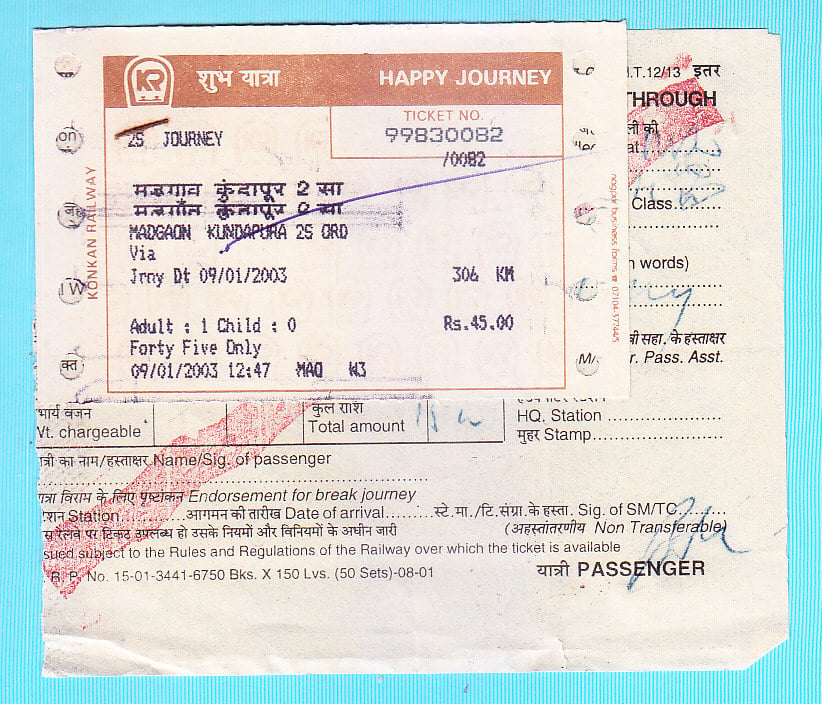 KR शुभ यात्रा HAPPY JOURNEY
TICKET NO.
99830082
/0082
2S JOURNEY
मडगाव कुंदापूर 2 सा
मडगाँव कुंदापूर
MADGAON KUNDAPURA 2S ORD
Via
Jrny Dt 09/01/2003 306 KM
Adult : 1 Child : 0 Rs.45.00
Forty Five Only
09/01/2003 12:47 MAO W3
KONKAN RAILWAY
nagpur business forms 07104-377445
.T.12/13 इतर
THROUGH
ली की
at
Class
n words)
त्री सहा. के हस्ताक्षर
r. Pass. Asst.
HQ. Station
मुहर Stamp
भार्य वजन कुल राशि
Wt. chargeable Total amount
त्री का नाम/हस्ताक्षर Name/Sig. of passenger
ात्रा विराम के लिए पृष्टांकन Endorsement for break journey
टेशन Station आगमन की तारीख Date of arrival स्टे. मा./टि.संग्रा.के हस्ता. Sig. of SM/TC
स रेलवे पर टिकट उपलब्ध हो उसके नियमों और विनियमों के अधीन जारी (अहस्तांतरणीय Non Transferable)
sued subject to the Rules and Regulations of the Railway over which the ticket is available
. R. P. No. 15-01-3441-6750 Bks. X 150 Lvs. (50 Sets)-08-01 यात्री PASSENGER